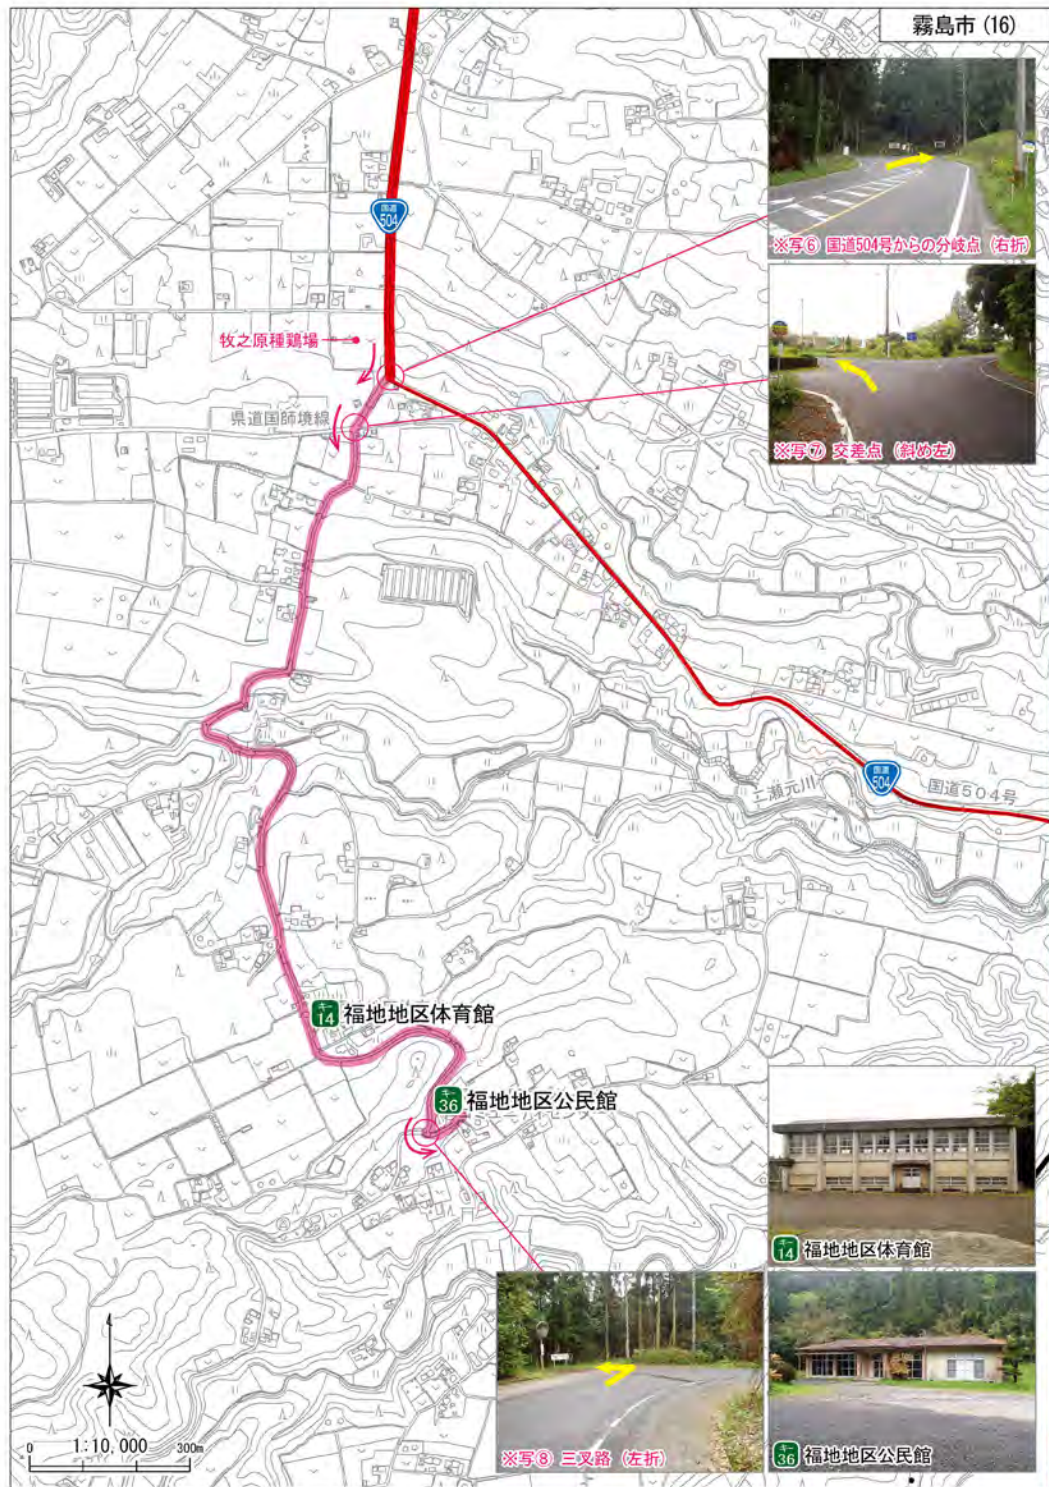 霧島市 (16)
国道
504
※写⑥ 国道504号からの分岐点 (右折)
牧之原種鶏場
県道国師境線
※写⑦ 交差点 (斜め左)
国道
504
国道504号
キー
14 福地地区体育館
キー
36 福地地区公民館
キー
14 福地地区体育館
※写⑧ 三叉路 (左折)
キー
36 福地地区公民館
0 1:10,000 300m